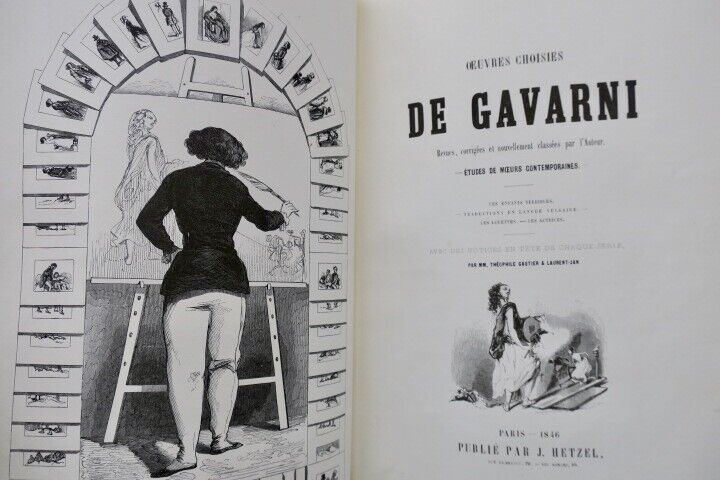 ŒUVRES CHOISIES
DE GAVARNI
Revues, corrigées et nouvellement classées par l'Auteur.
— ÉTUDES DE MŒURS CONTEMPORAINES. —
LES ENFANTS TERRIBLES,
— TRADUCTIONS EN LANGUE VULGAIRE. —
LES LORETTES. — LES ACTRICES.
AVEC DES NOTICES EN TÊTE DE CHAQUE SÉRIE,
PAR MM. THÉOPHILE GAUTIER & LAURENT-JAN
PARIS — 1846
PUBLIÉ PAR J. HETZEL,